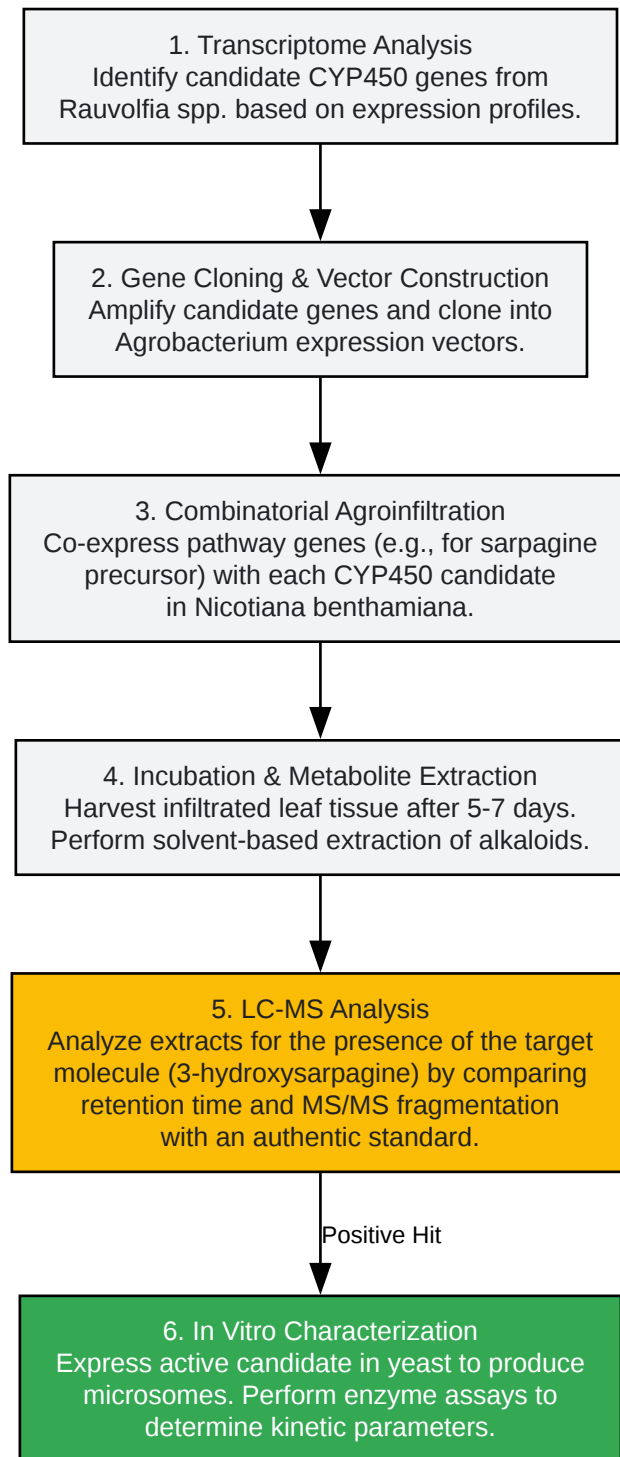 1. Transcriptome Analysis
Identify candidate CYP450 genes from
Rauvolfia spp. based on expression profiles.
2. Gene Cloning & Vector Construction
Amplify candidate genes and clone into
Agrobacterium expression vectors.
3. Combinatorial Agroinfiltration
Co-express pathway genes (e.g., for sarpagine
precursor) with each CYP450 candidate
in Nicotiana benthamiana.
4. Incubation & Metabolite Extraction
Harvest infiltrated leaf tissue after 5-7 days.
Perform solvent-based extraction of alkaloids.
5. LC-MS Analysis
Analyze extracts for the presence of the target
molecule (3-hydroxysarpagine) by comparing
retention time and MS/MS fragmentation
with an authentic standard.
Positive Hit
6. In Vitro Characterization
Express active candidate in yeast to produce
microsomes. Perform enzyme assays to
determine kinetic parameters.